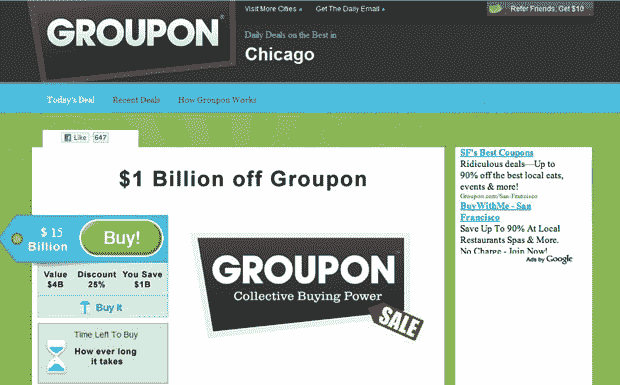 GROUPON
Visit More Cities
Get The Daily Email
Refer Friends, Get $10
Daily Deals on the Best in
Chicago
Today's Deal
Recent Deals
How Groupon Works
Like
647
$1 Billion off Groupon
$ 15
Billion
Buy!
Value
Discount
You Save
$4B
25%
$1B
Buy it
Time Left To Buy
How ever long
it takes
GROUPON
Collective Buying Power
SALE
SF's Best Coupons
Ridiculous deals—Up to
90% off the best local eats,
events & more!
Groupon.com/San-Francisco
BuyWithMe - San
Francisco
Save Up To 90% At Local
Restaurants Spas & More.
No Charge - Join Now!
Ads by Google